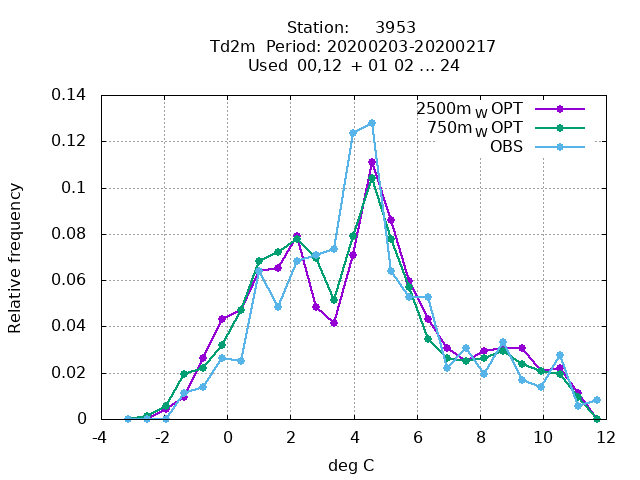 Station: 3953
Td2m Period: 20200203-20200217
Used 00,12 + 01 02 ... 24
0.14
0.12
0.1
0.08
0.06
0.04
0.02
0
-4 -2 0 2 4 6 8 10 12
Relative frequency
deg C
2500m W OPT
750m W OPT
OBS